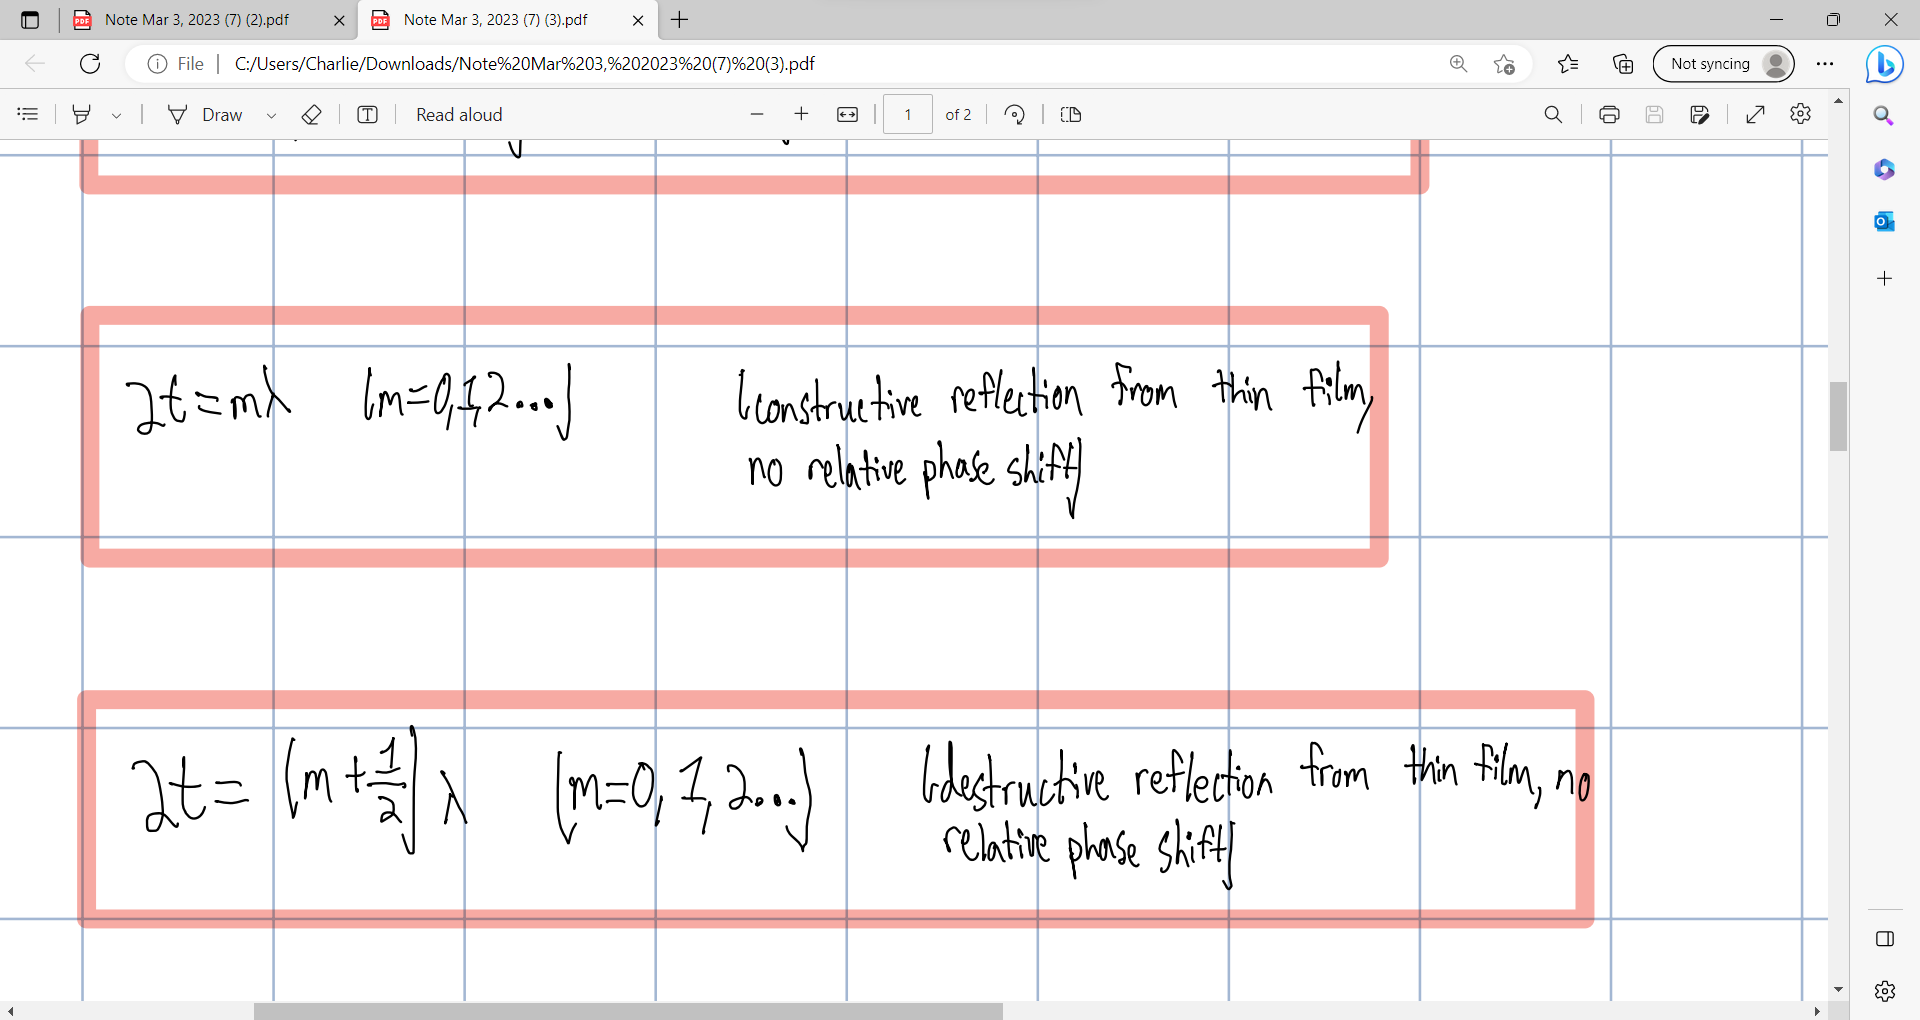 Note Mar 3, 2023 (7) (2).pdf
Note Mar 3, 2023 (7) (3).pdf
File
C:/Users/Charlie/Downloads/Note%20Mar%203,%202023%20(7)%20(3).pdf
Not syncing
Draw
Read aloud
1 of 2
2t=mλ (m=0,1,2...) (constructive reflection from thin film,
no relative phase shift)
2t= (m+1/2)λ (m=0, 1, 2...) (destructive reflection from thin film, no
relative phase shift)